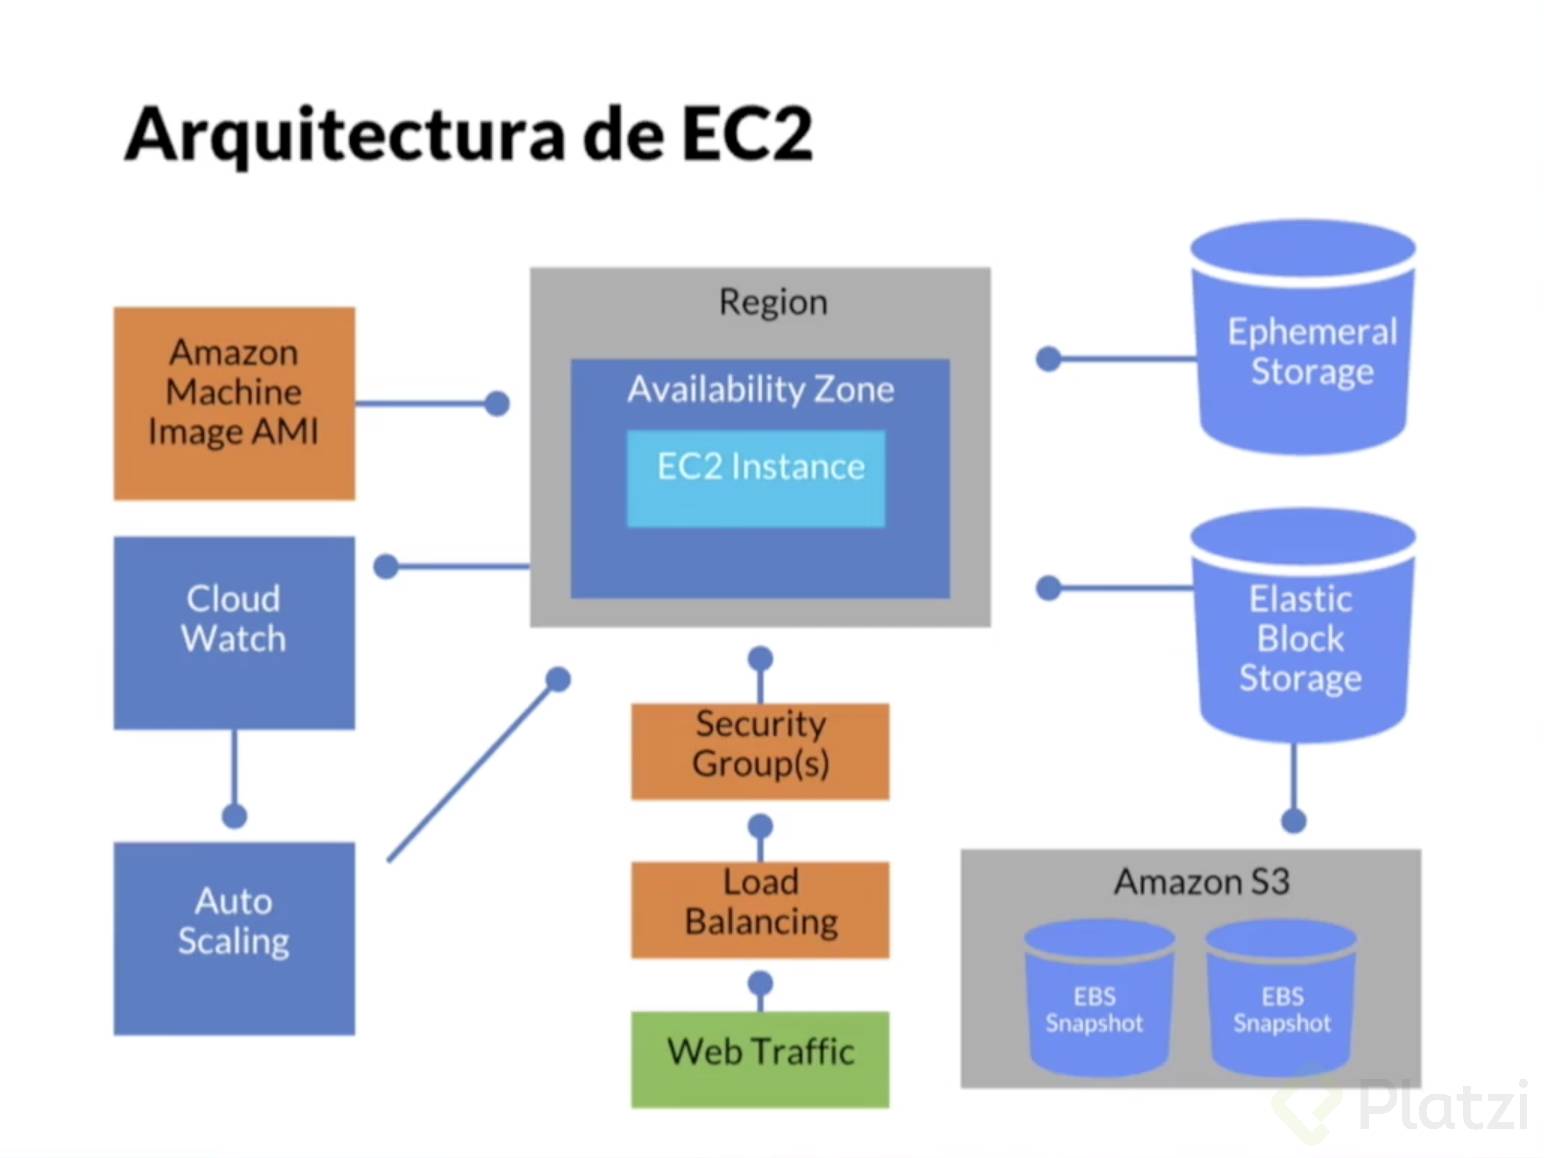 Arquitectura de EC2
Amazon
Machine
Image AMI
Cloud
Watch
Auto
Scaling
Region
Availability Zone
EC2 Instance
Security
Group(s)
Load
Balancing
Web Traffic
Ephemeral
Storage
Elastic
Block
Storage
Amazon S3
EBS
Snapshot
EBS
Snapshot
Platzi